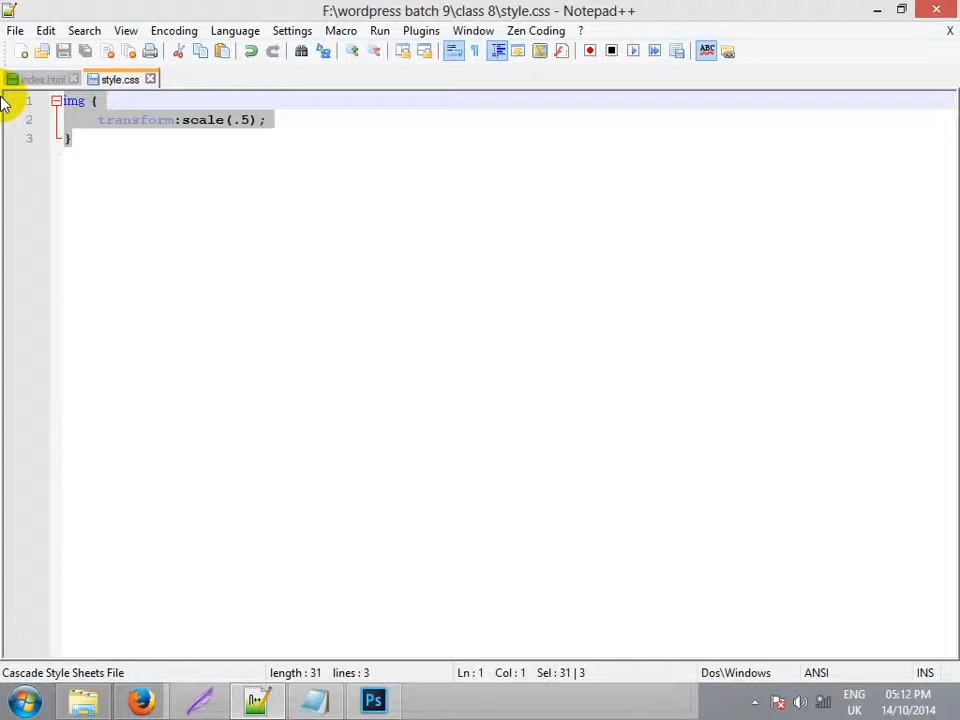 F:\wordpress batch 9\class 8\style.css - Notepad++
File Edit Search View Encoding Language Settings Macro Run Plugins Window Zen Coding ? X
index.html style.css
1 img {
2 transform:scale(.5);
3 }
Cascade Style Sheets File length : 31 lines : 3 Ln : 1 Col : 1 Sel : 31 | 3 Dos\Windows ANSI INS
ENG 05:12 PM
UK 14/10/2014